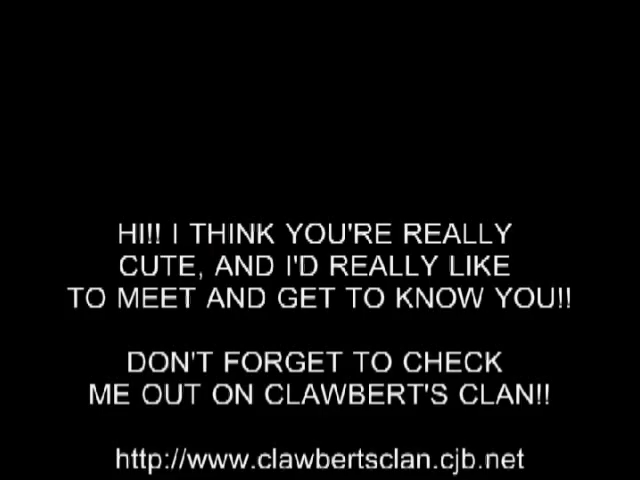 HI!! I THINK YOU'RE REALLY
CUTE, AND I'D REALLY LIKE
TO MEET AND GET TO KNOW YOU!!
DON'T FORGET TO CHECK
ME OUT ON CLAWBERT'S CLAN!!
http://www.clawbertsclan.cjb.net